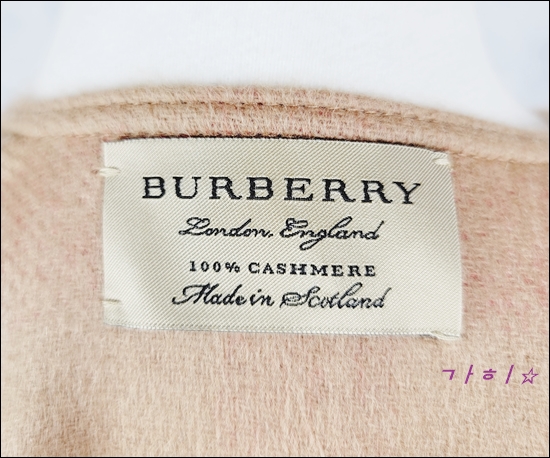 BURBERRY
London, England
100% CASHMERE
Made in Scotland
가히☆